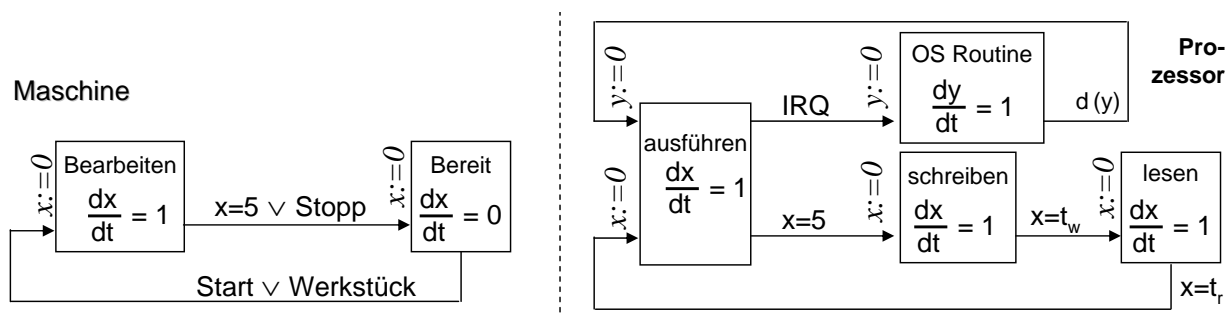 Maschine
x:=0
Bearbeiten
dx
dt
= 1
x=5 ∨ Stopp
x:=0
Bereit
dx
dt
= 0
Start ∨ Werkstück
Pro-
zessor
y:=0
x:=0
ausführen
dx
dt
= 1
IRQ
y:=0
OS Routine
dy
dt
= 1
d (y)
x=5
x:=0
schreiben
dx
dt
= 1
x=t_w
x:=0
lesen
dx
dt
= 1
x=t_r